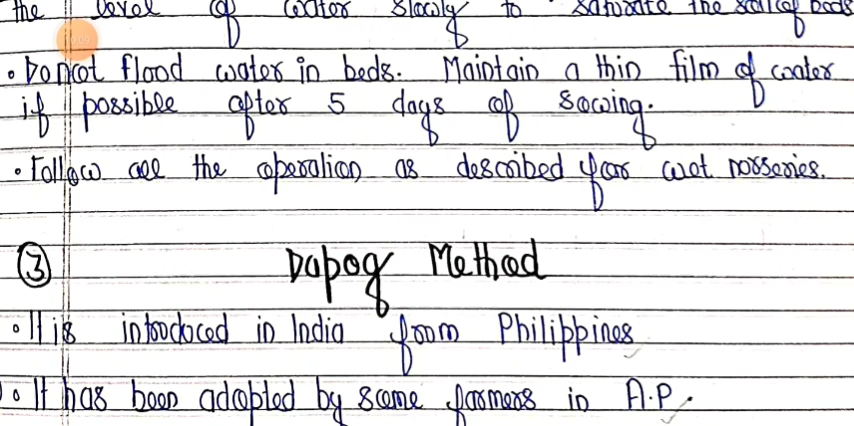 the level of water slowly to saturate the soil of beds
• Do not flood water in beds. Maintain a thin film of water
if possible after 5 days of sowing.
• Follow all the operation as described for wet nurseries.
③ Dapog Method
• It is introduced in India from Philippines
• It has been adopted by some farmers in A.P.